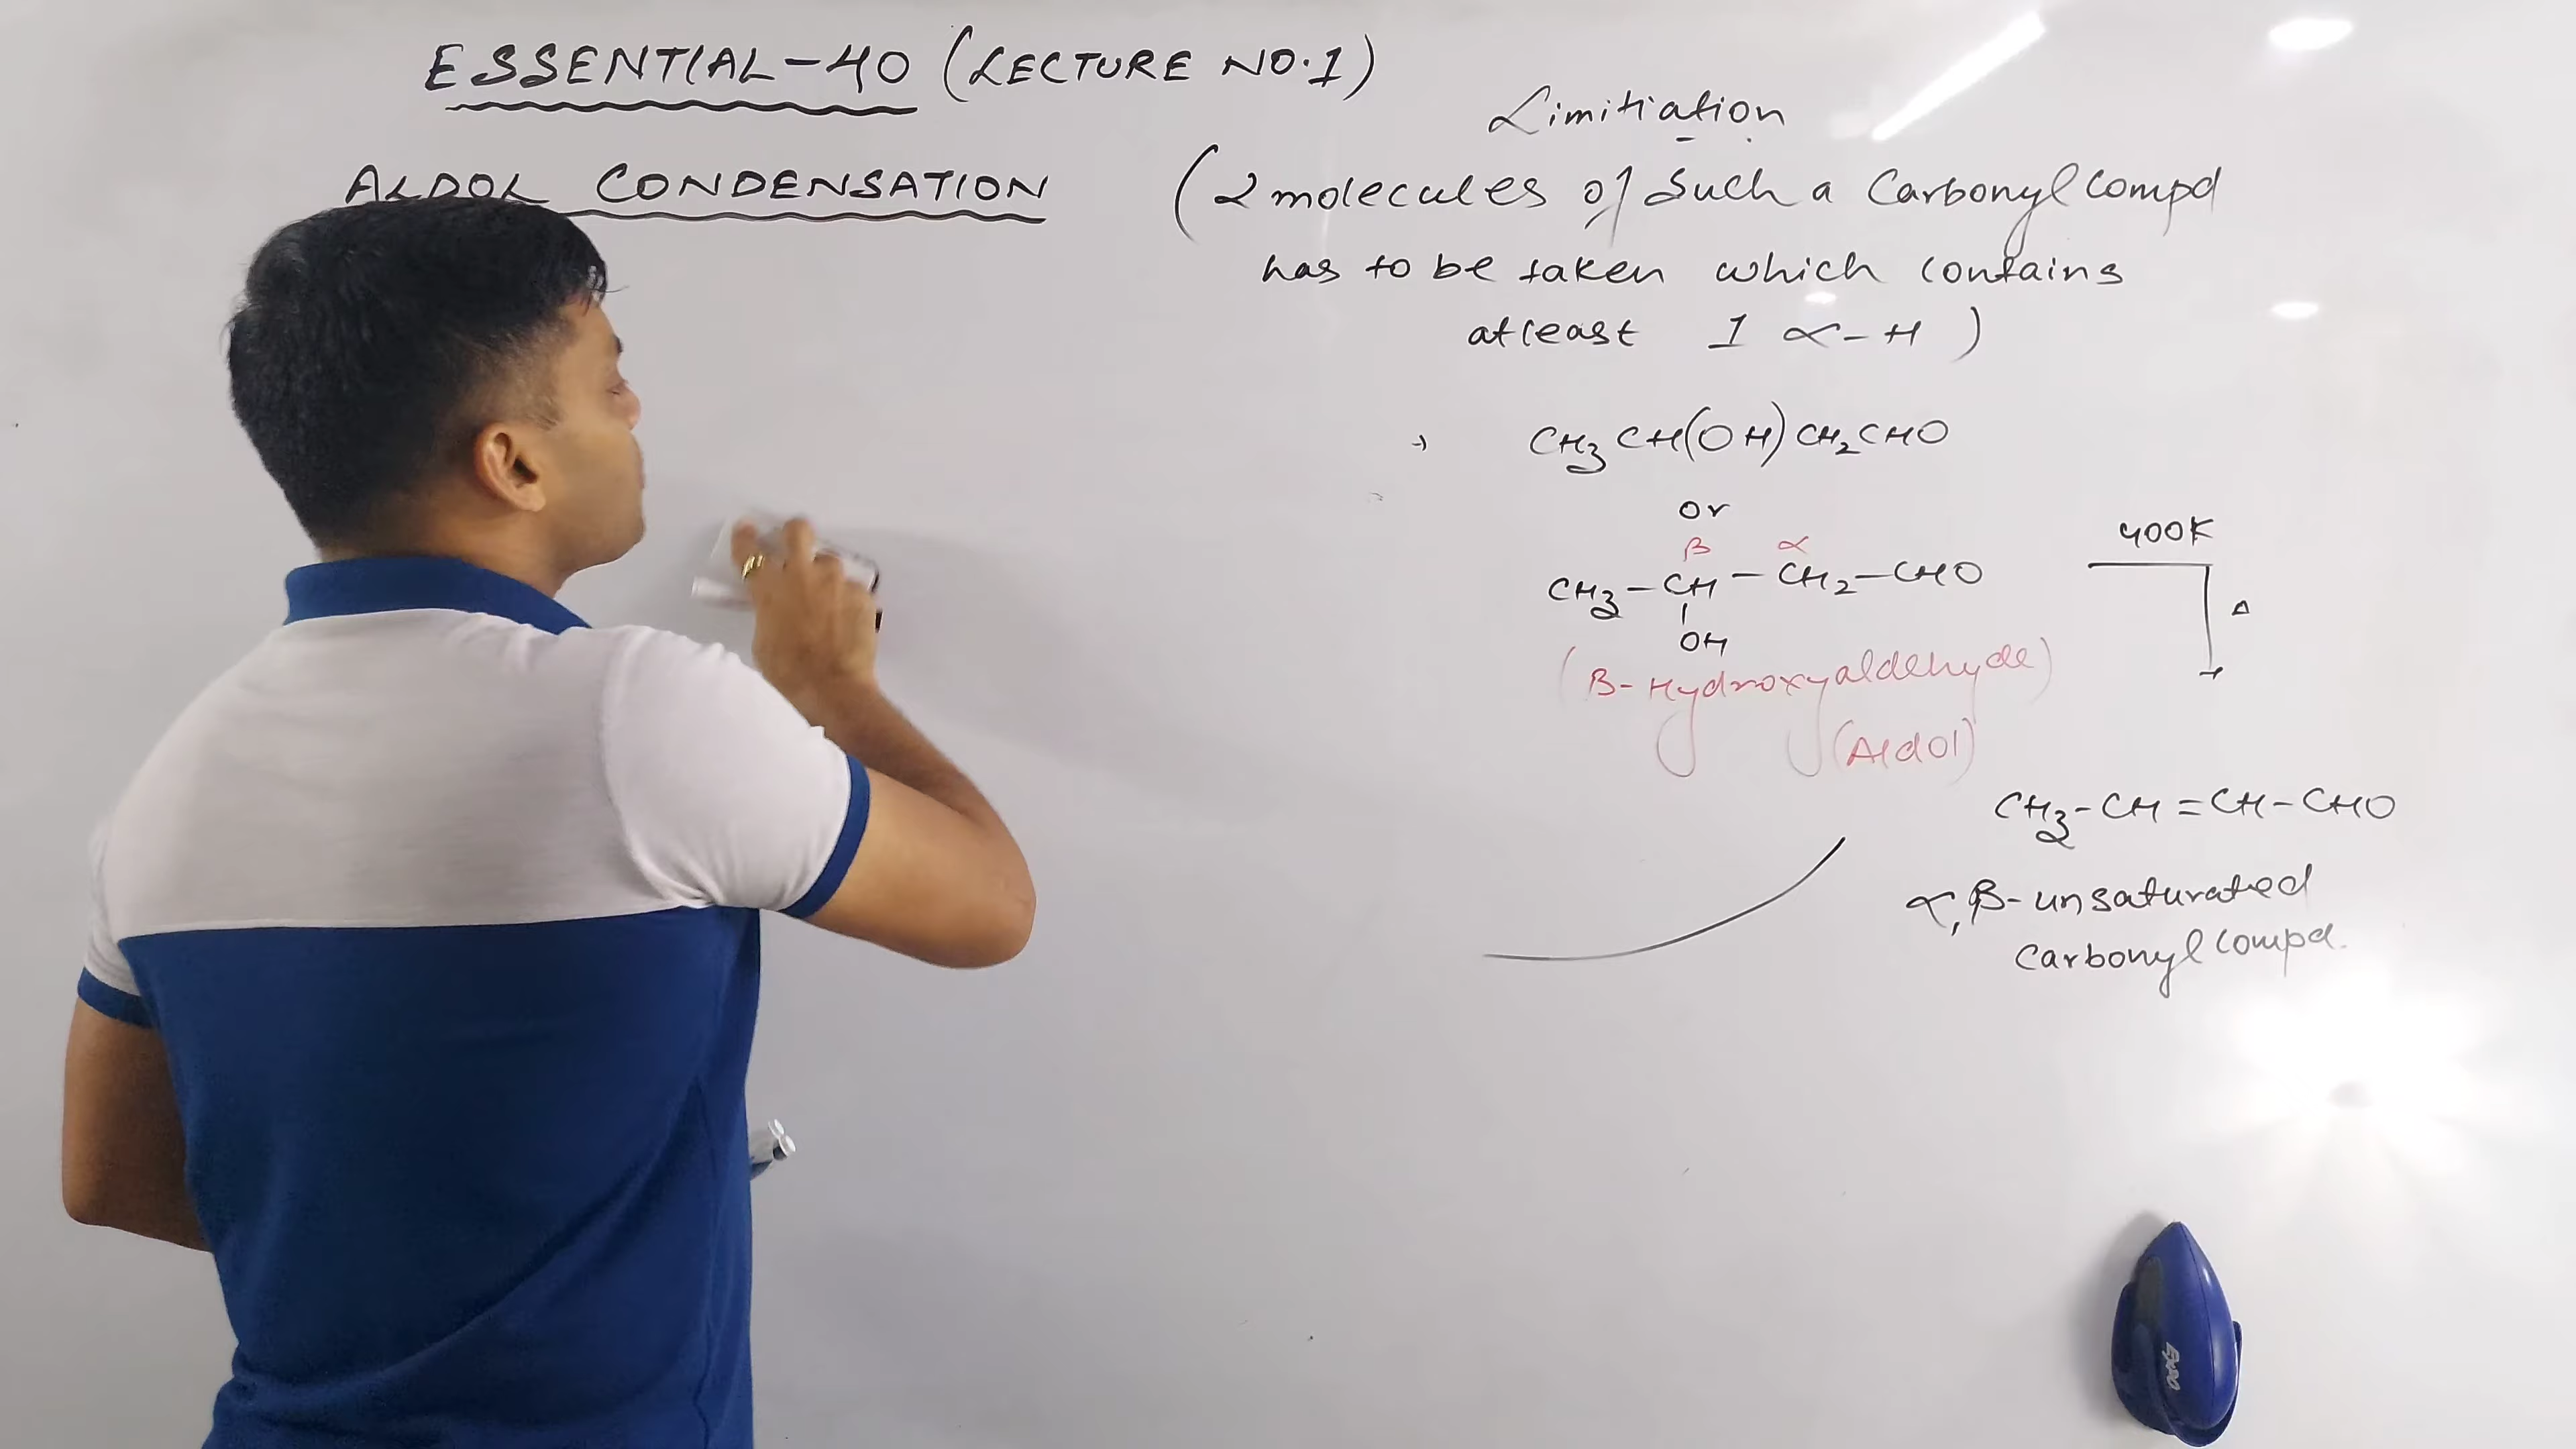 ESSENTIAL-40 (LECTURE NO.1)
ALDOL CONDENSATION
Limitiation
(2 molecules of Such a Carbonyl compd
has to be taken which contains
atleast 1 α-H)
→ CH3CH(OH)CH2CHO
or
β α
CH3-CH-CH2-CHO
OH
(β-Hydroxyaldehyde)
(Aldol)
400K
Δ
CH3-CH=CH-CHO
α,β-unsaturated
Carbonyl compd.
EXPO